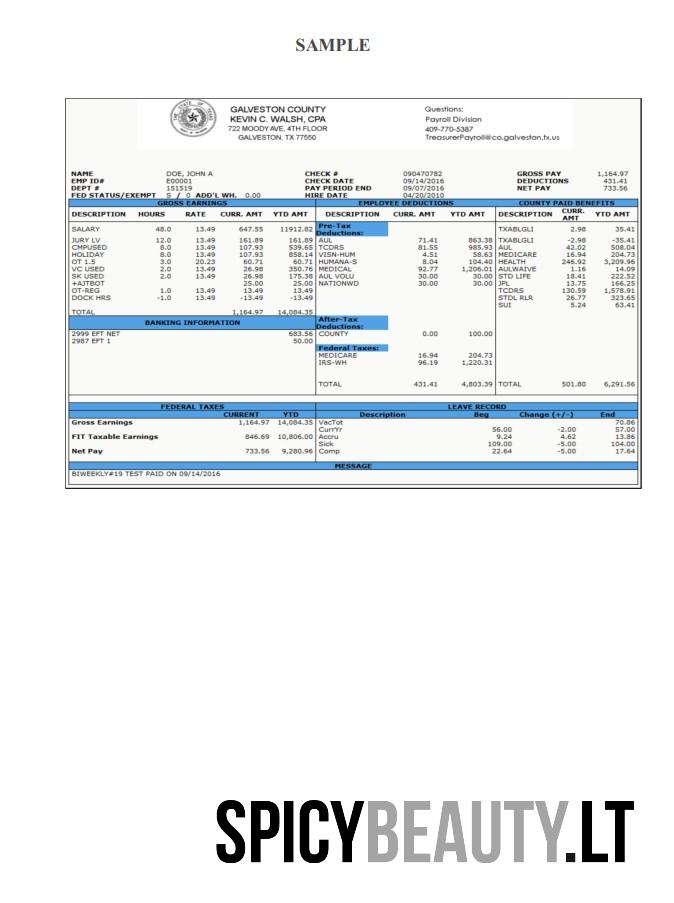 SAMPLE
GALVESTON COUNTY
KEVIN C. WALSH, CPA
722 MOODY AVE, 4TH FLOOR
GALVESTON, TX 77550
Questions:
Payroll Division
409-770-5387
TreasurerPayroll@co.galveston.tx.us
NAME DOE, JOHN A CHECK # 090470782 GROSS PAY 1,164.97
EMP ID# E00001 CHECK DATE 09/14/2016 DEDUCTIONS 431.41
DEPT # 151519 PAY PERIOD END 09/07/2016 NET PAY 733.56
FED STATUS/EXEMPT S / 0 ADD'L WH. 0.00 HIRE DATE 04/20/2010
GROSS EARNINGS EMPLOYEE DEDUCTIONS COUNTY PAID BENEFITS
DESCRIPTION HOURS RATE CURR. AMT YTD AMT DESCRIPTION CURR. AMT YTD AMT DESCRIPTION CURR. AMT YTD AMT
SALARY 48.0 13.49 647.55 11912.82 Pre-Tax Deductions: TXABLGLI 2.98 35.41
JURY LV 12.0 13.49 161.89 161.89 AUL 71.41 863.38 TXABLGLI -2.98 -35.41
CMPUSED 8.0 13.49 107.93 539.65 TCDRS 81.55 985.93 AUL 42.02 508.04
HOLIDAY 8.0 13.49 107.93 858.14 VISN-HUM 4.51 58.63 MEDICARE 16.94 204.73
OT 1.5 3.0 20.23 60.71 60.71 HUMANA-S 8.04 104.40 HEALTH 246.92 3,209.96
VC USED 2.0 13.49 26.98 350.76 MEDICAL 92.77 1,206.01 AULWAIVE 1.16 14.09
SK USED 2.0 13.49 26.98 175.38 AUL VOLU 30.00 30.00 STD LIFE 18.41 222.52
+AJTBOT 25.00 25.00 NATIONWD 30.00 30.00 JPL 13.75 166.25
OT-REG 1.0 13.49 13.49 13.49 TCDRS 130.59 1,578.91
DOCK HRS -1.0 13.49 -13.49 -13.49 STDL RLR 26.77 323.65
SUI 5.24 63.41
TOTAL 1,164.97 14,084.35
BANKING INFORMATION After-Tax Deductions:
2999 EFT NET 683.56 COUNTY 0.00 100.00
2987 EFT 1 50.00
Federal Taxes:
MEDICARE 16.94 204.73
IRS-WH 96.19 1,220.31
TOTAL 431.41 4,803.39 TOTAL 501.80 6,291.56
FEDERAL TAXES LEAVE RECORD
CURRENT YTD Description Beg Change (+/-) End
Gross Earnings 1,164.97 14,084.35 VacTot 70.86
CurrYr 56.00 -2.00 57.00
FIT Taxable Earnings 846.69 10,806.00 Accru 9.24 4.62 13.86
Sick 109.00 -5.00 104.00
Net Pay 733.56 9,280.96 Comp 22.64 -5.00 17.64
MESSAGE
BIWEEKLY#19 TEST PAID ON 09/14/2016
SPICYBEAUTY.LT